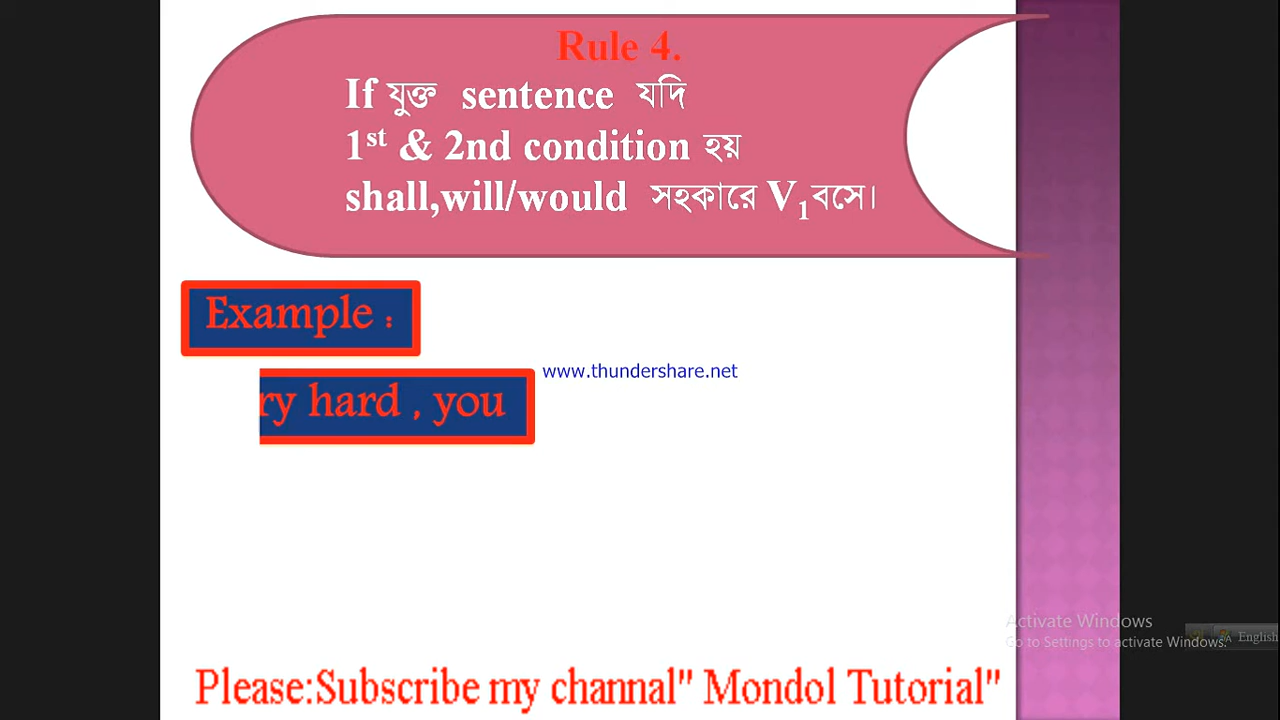 Rule 4.
If যুক্ত sentence যদি
1st & 2nd condition হয়
shall,will/would সহকারে V1বসে।
Example :
www.thundershare.net
ry hard , you
Activate Windows
Go to Settings to activate Windows.
English
Please:Subscribe my channal" Mondol Tutorial"